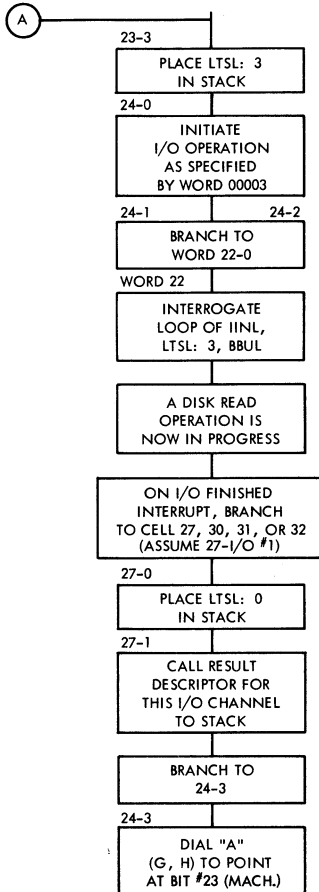 A
23-3
PLACE LTSL: 3
IN STACK
24-0
INITIATE
I/O OPERATION
AS SPECIFIED
BY WORD 00003
24-1 24-2
BRANCH TO
WORD 22-0
WORD 22
INTERROGATE
LOOP OF IINL,
LTSL: 3, BBUL
A DISK READ
OPERATION IS
NOW IN PROGRESS
ON I/O FINISHED
INTERRUPT, BRANCH
TO CELL 27, 30, 31, OR 32
(ASSUME 27-I/O #1)
27-0
PLACE LTSL: 0
IN STACK
27-1
CALL RESULT
DESCRIPTOR FOR
THIS I/O CHANNEL
TO STACK
BRANCH TO
24-3
24-3
DIAL "A"
(G, H) TO POINT
AT BIT #23 (MACH.)